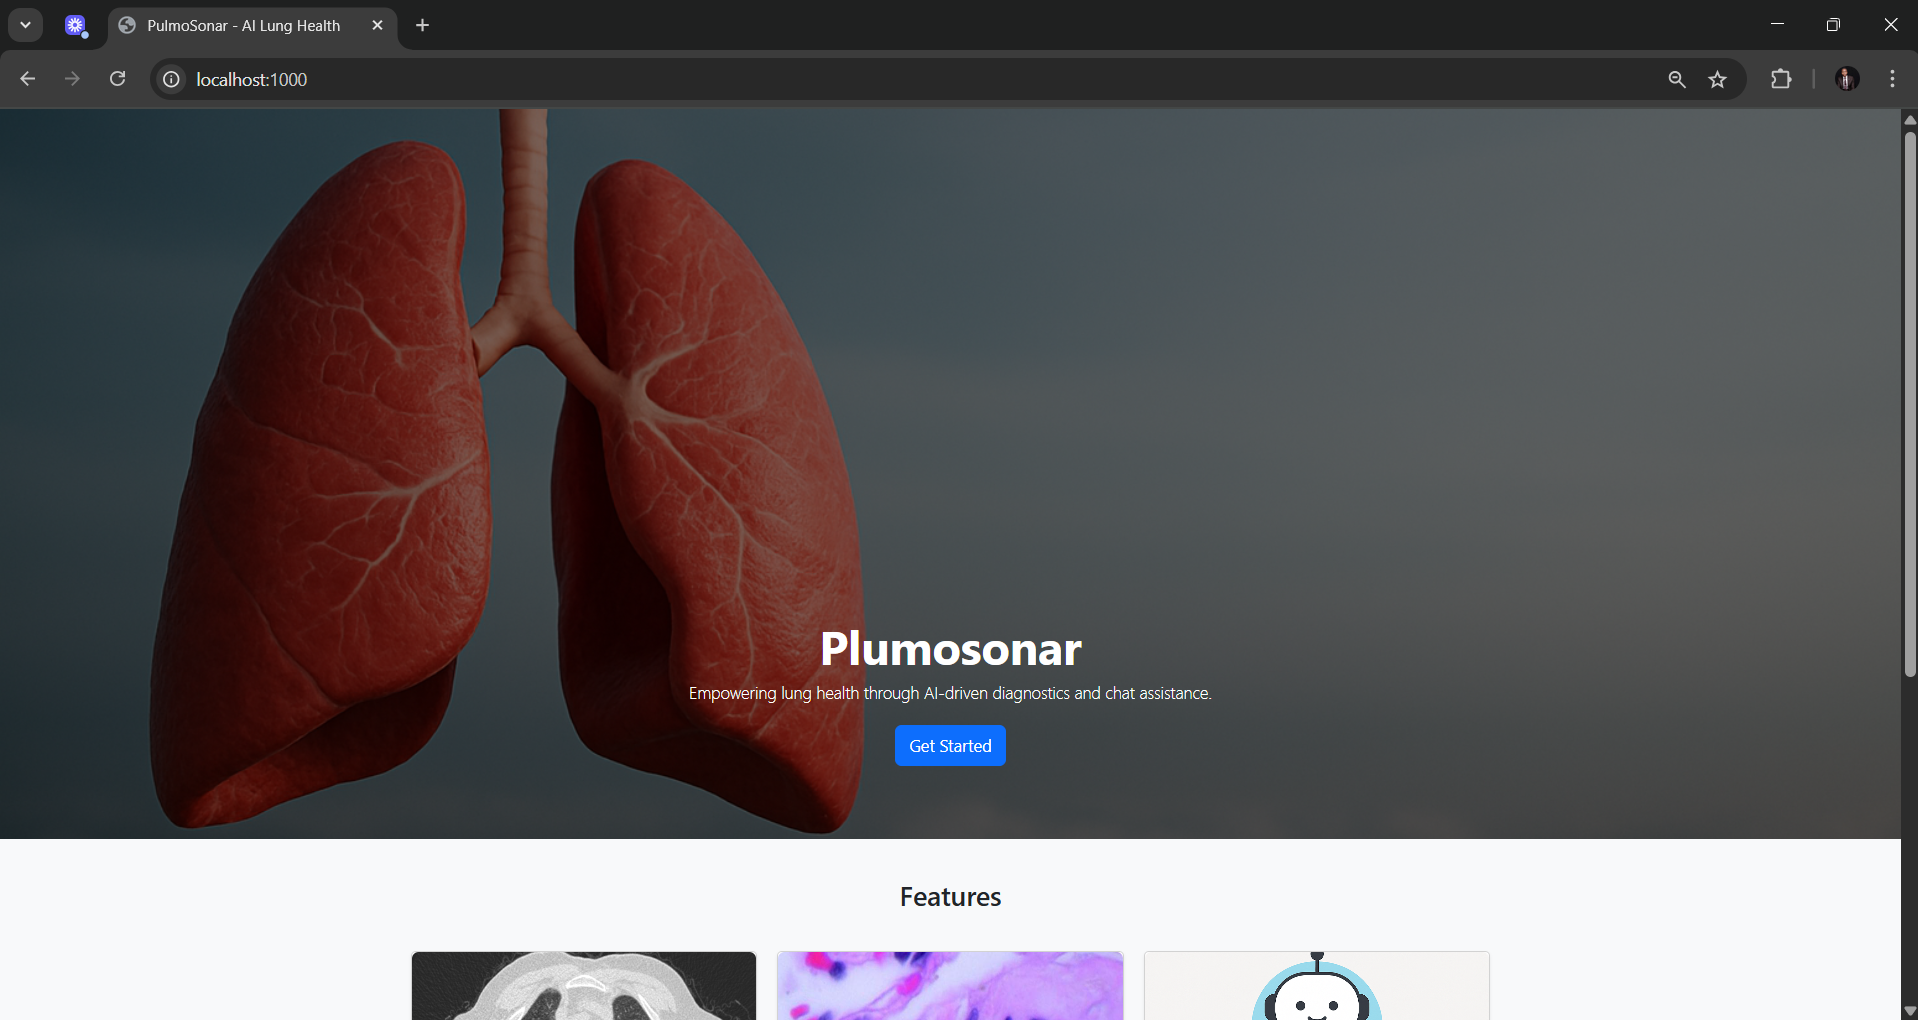 PulmoSonar - AI Lung Health
localhost:1000
Plumosonar
Empowering lung health through AI-driven diagnostics and chat assistance.
Get Started
Features